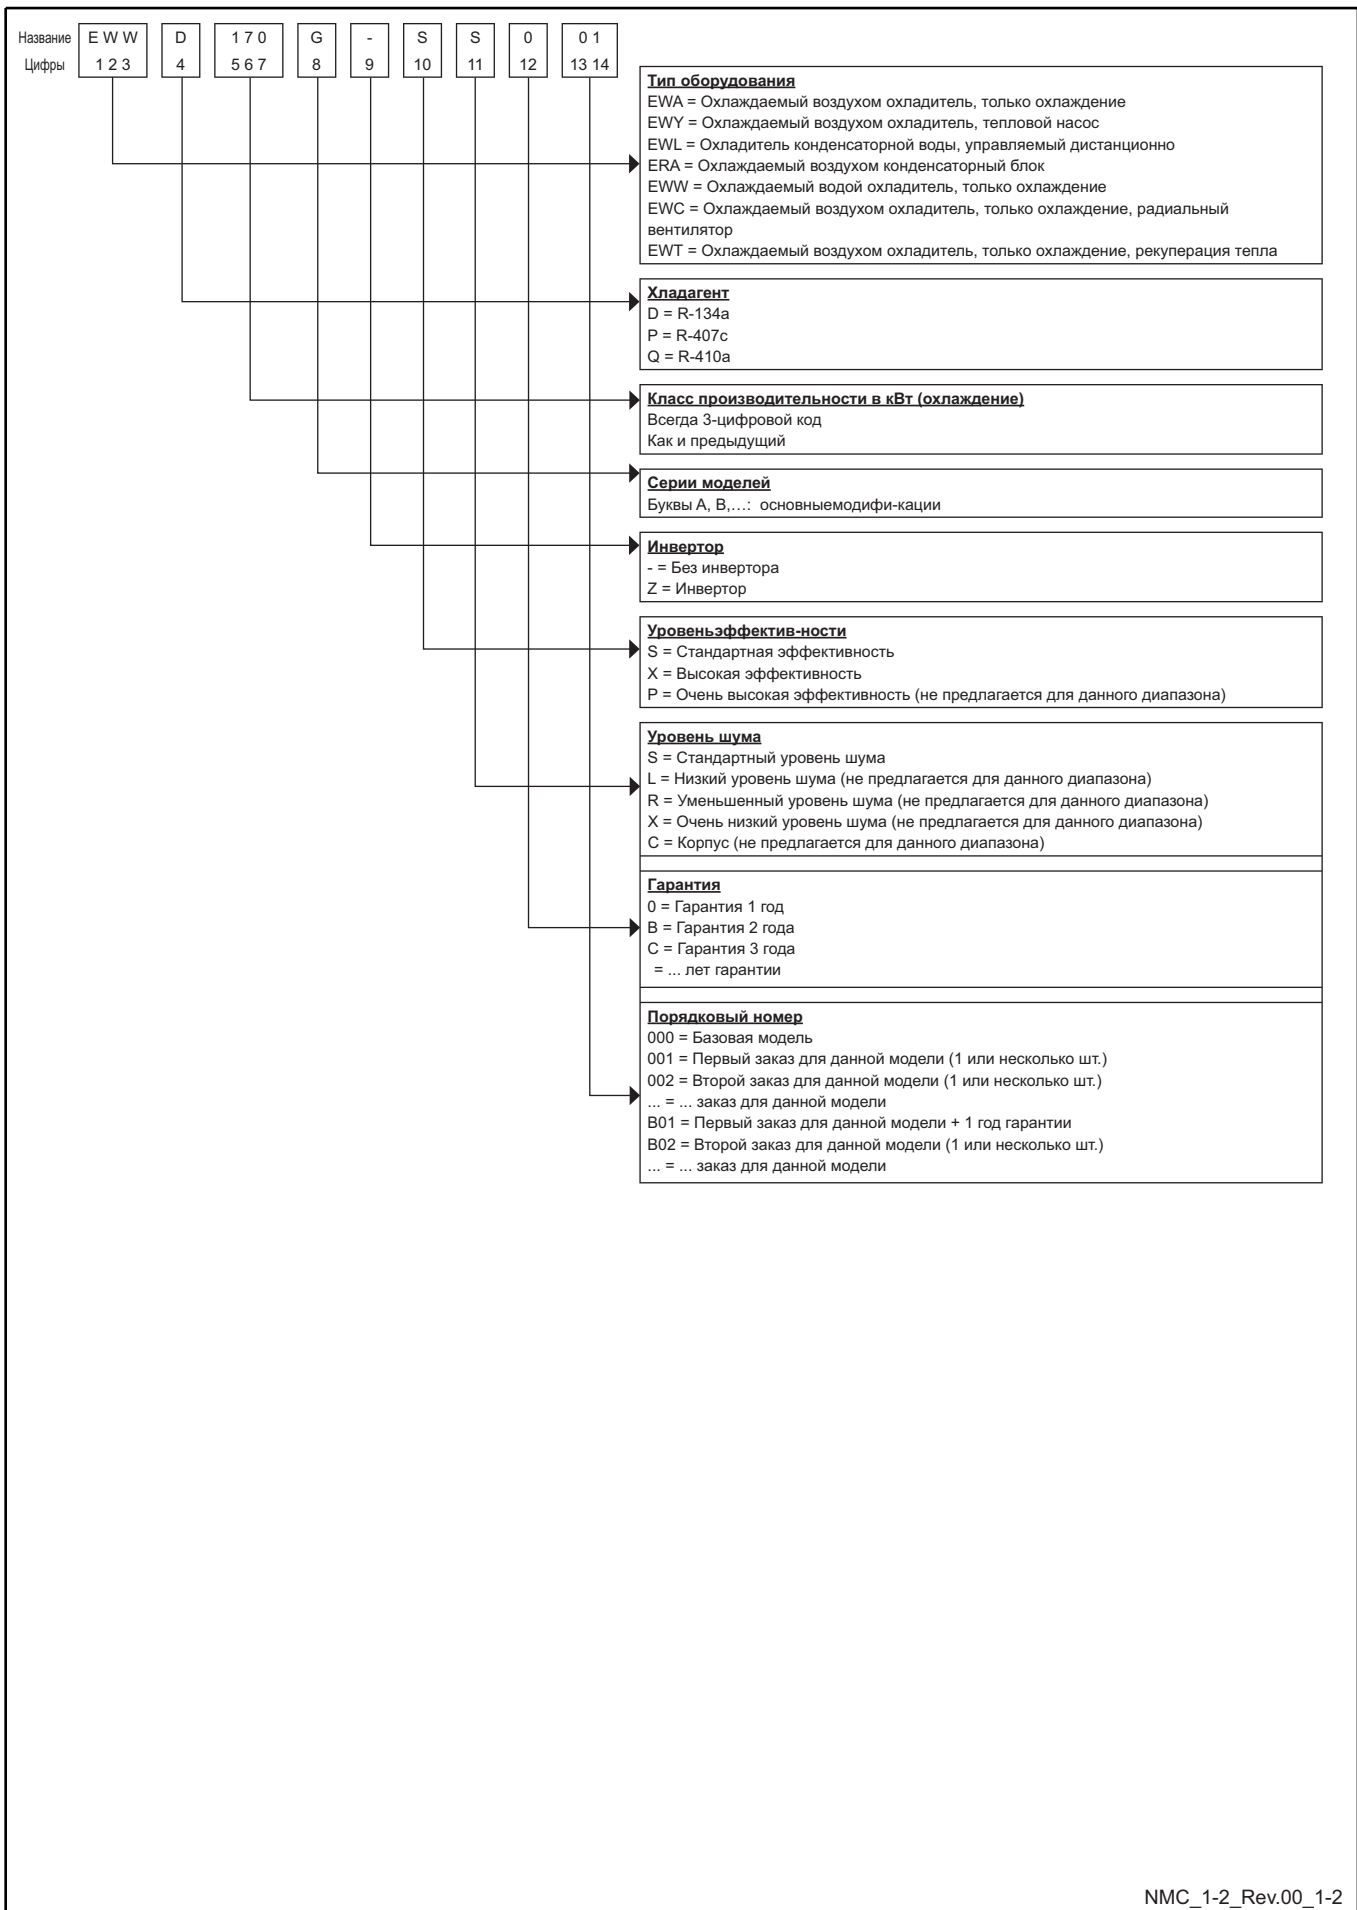 Название E W W D 1 7 0 G - S S 0 0 1
Цифры 1 2 3 4 5 6 7 8 9 10 11 12 13 14
Тип оборудования
EWA = Охлаждаемый воздухом охладитель, только охлаждение
EWY = Охлаждаемый воздухом охладитель, тепловой насос
EWL = Охладитель конденсаторной воды, управляемый дистанционно
ERA = Охлаждаемый воздухом конденсаторный блок
EWW = Охлаждаемый водой охладитель, только охлаждение
EWC = Охлаждаемый воздухом охладитель, только охлаждение, радиальный
вентилятор
EWT = Охлаждаемый воздухом охладитель, только охлаждение, рекуперация тепла
Хладагент
D = R-134a
P = R-407c
Q = R-410a
Класс производительности в кВт (охлаждение)
Всегда 3-цифровой код
Как и предыдущий
Серии моделей
Буквы A, B,…: основныемодифи-кации
Инвертор
- = Без инвертора
Z = Инвертор
Уровеньэффектив-ности
S = Стандартная эффективность
X = Высокая эффективность
P = Очень высокая эффективность (не предлагается для данного диапазона)
Уровень шума
S = Стандартный уровень шума
L = Низкий уровень шума (не предлагается для данного диапазона)
R = Уменьшенный уровень шума (не предлагается для данного диапазона)
X = Очень низкий уровень шума (не предлагается для данного диапазона)
C = Корпус (не предлагается для данного диапазона)
Гарантия
0 = Гарантия 1 год
B = Гарантия 2 года
C = Гарантия 3 года
= ... лет гарантии
Порядковый номер
000 = Базовая модель
001 = Первый заказ для данной модели (1 или несколько шт.)
002 = Второй заказ для данной модели (1 или несколько шт.)
... = ... заказ для данной модели
B01 = Первый заказ для данной модели + 1 год гарантии
B02 = Второй заказ для данной модели (1 или несколько шт.)
... = ... заказ для данной модели
NMC_1-2_Rev.00_1-2